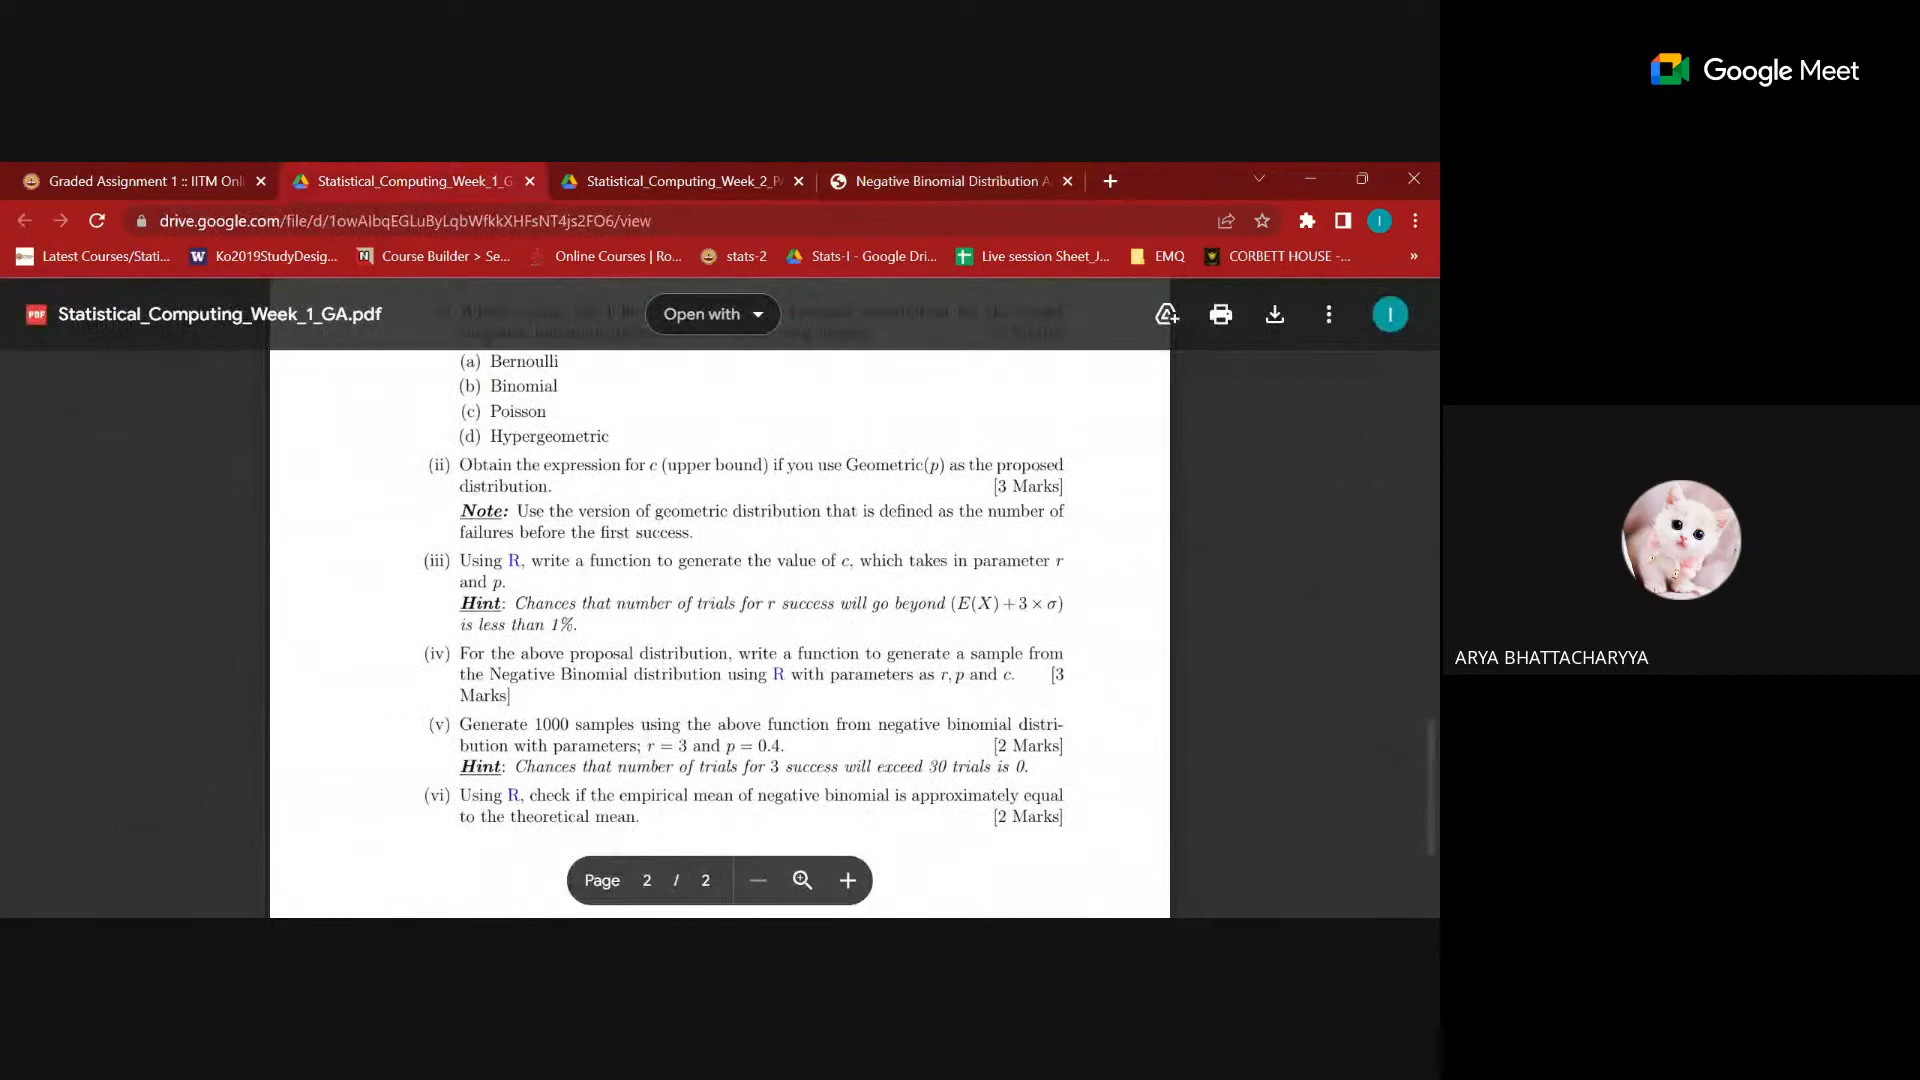 Google Meet
Graded Assignment 1 :: IITM Onl
Statistical_Computing_Week_1_G
Statistical_Computing_Week_2_P
Negative Binomial Distribution A
drive.google.com/file/d/1owAIbqEGLuByLqbWfkkXHFsNT4js2FO6/view
I
Latest Courses/Stati...
Ko2019StudyDesig...
Course Builder > Se...
Online Courses | Ro...
stats-2
Stats-I - Google Dri...
Live session Sheet_J...
EMQ
CORBETT HOUSE -...
»
PDF
Statistical_Computing_Week_1_GA.pdf
Open with
I
(a) Bernoulli
(b) Binomial
(c) Poisson
(d) Hypergeometric
(ii) Obtain the expression for c (upper bound) if you use Geometric(p) as the proposed
distribution. [3 Marks]
Note: Use the version of geometric distribution that is defined as the number of
failures before the first success.
(iii) Using R, write a function to generate the value of c, which takes in parameter r
and p.
Hint: Chances that number of trials for r success will go beyond (E(X) + 3 × σ)
is less than 1%.
(iv) For the above proposal distribution, write a function to generate a sample from
the Negative Binomial distribution using R with parameters as r, p and c. [3
Marks]
(v) Generate 1000 samples using the above function from negative binomial distri-
bution with parameters; r = 3 and p = 0.4. [2 Marks]
Hint: Chances that number of trials for 3 success will exceed 30 trials is 0.
(vi) Using R, check if the empirical mean of negative binomial is approximately equal
to the theoretical mean. [2 Marks]
Page 2 / 2
ARYA BHATTACHARYYA